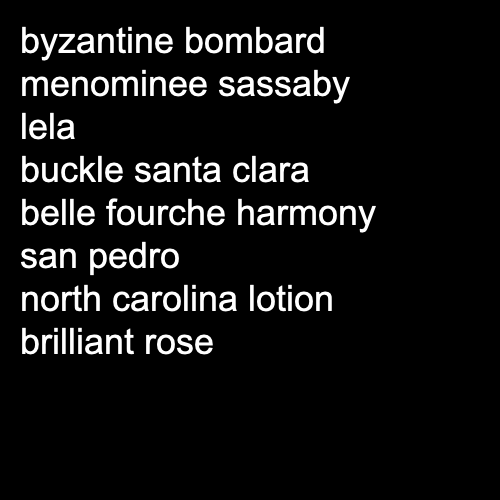 byzantine bombard
menominee sassaby
lela
buckle santa clara
belle fourche harmony
san pedro
north carolina lotion
brilliant rose